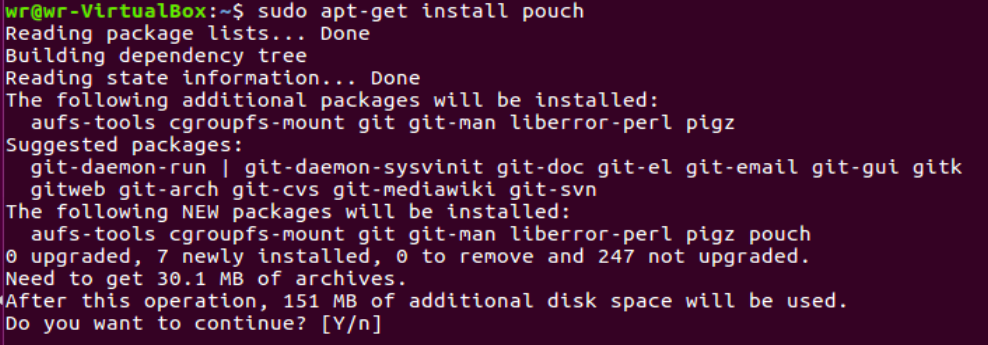 wr@wr-VirtualBox:~$ sudo apt-get install pouch
Reading package lists... Done
Building dependency tree
Reading state information... Done
The following additional packages will be installed:
  aufs-tools cgroupfs-mount git git-man liberror-perl pigz
Suggested packages:
  git-daemon-run | git-daemon-sysvinit git-doc git-el git-email git-gui gitk
  gitweb git-arch git-cvs git-mediawiki git-svn
The following NEW packages will be installed:
  aufs-tools cgroupfs-mount git git-man liberror-perl pigz pouch
0 upgraded, 7 newly installed, 0 to remove and 247 not upgraded.
Need to get 30.1 MB of archives.
After this operation, 151 MB of additional disk space will be used.
Do you want to continue? [Y/n]